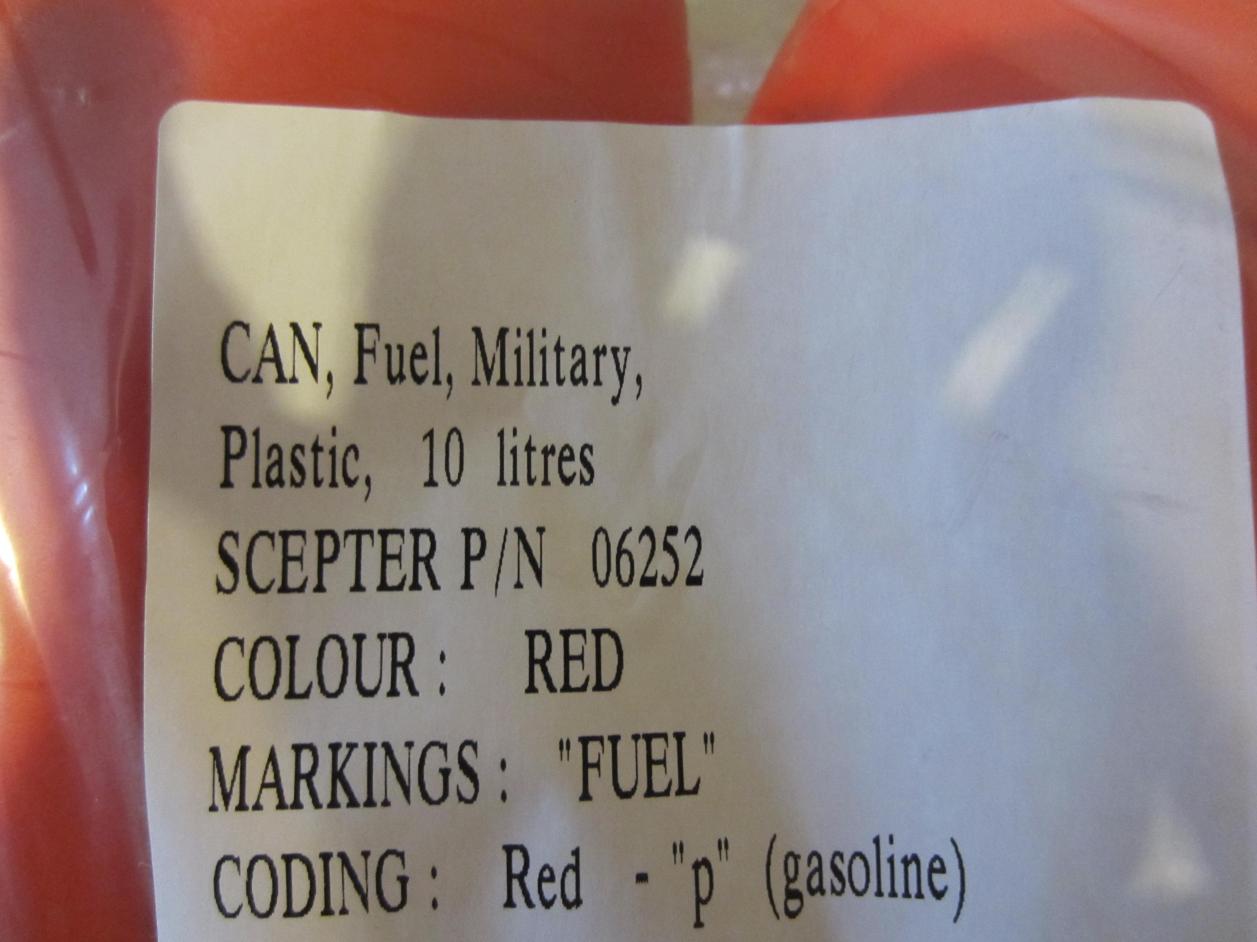 CAN, Fuel, Military,
Plastic, 10 litres
SCEPTER P/N 06252
COLOUR : RED
MARKINGS : "FUEL"
CODING : Red - "p" (gasoline)